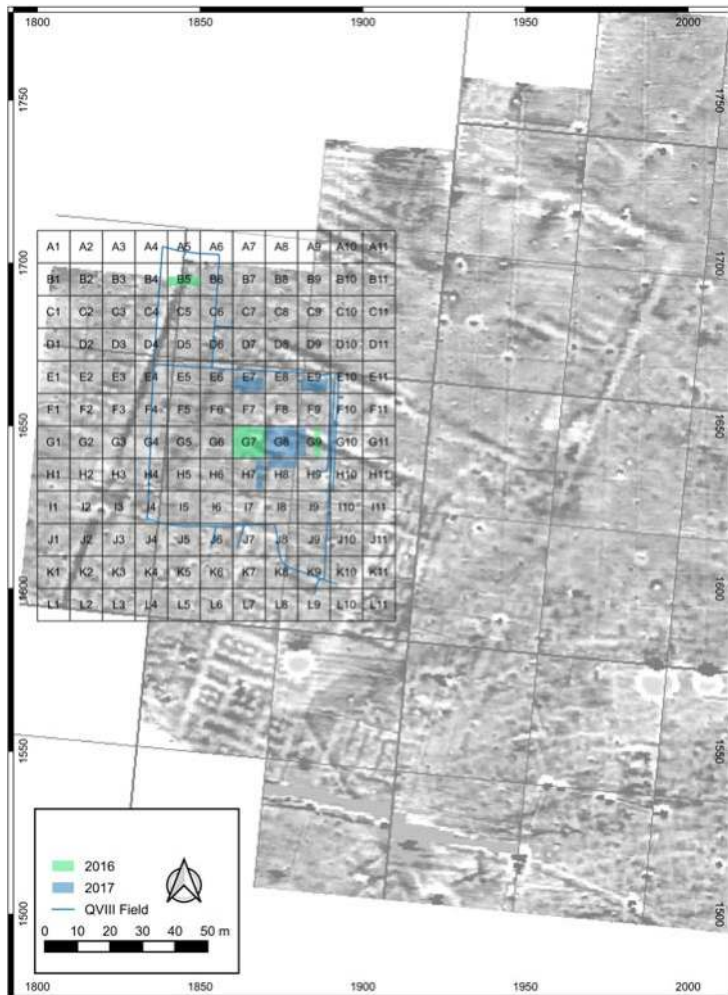 1800 1850 1900 1950 2000
1750
1700
A1 A2 A3 A4 A5 A6 A7 A8 A9 A10 A11
B1 B2 B3 B4 B5 B6 B7 B8 B9 B10 B11
C1 C2 C3 C4 C5 C6 C7 C8 C9 C10 C11
D1 D2 D3 D4 D5 D6 D7 D8 D9 D10 D11
E1 E2 E3 E4 E5 E6 E7 E8 E9 E10 E11
F1 F2 F3 F4 F5 F6 F7 F8 F9 F10 F11
1650
G1 G2 G3 G4 G5 G6 G7 G8 G9 G10 G11
H1 H2 H3 H4 H5 H6 H7 H8 H9 H10 H11
I1 I2 I3 I4 I5 I6 I7 I8 I9 I10 I11
J1 J2 J3 J4 J5 J6 J7 J8 J9 J10 J11
K1 K2 K3 K4 K5 K6 K7 K8 K9 K10 K11
1600
L1 L2 L3 L4 L5 L6 L7 L8 L9 L10 L11
1550
1500
2016
2017
QVIII Field
0 10 20 30 40 50 m
1800 1850 1900 1950 2000
1750
1700
1650
1600
1550
1500